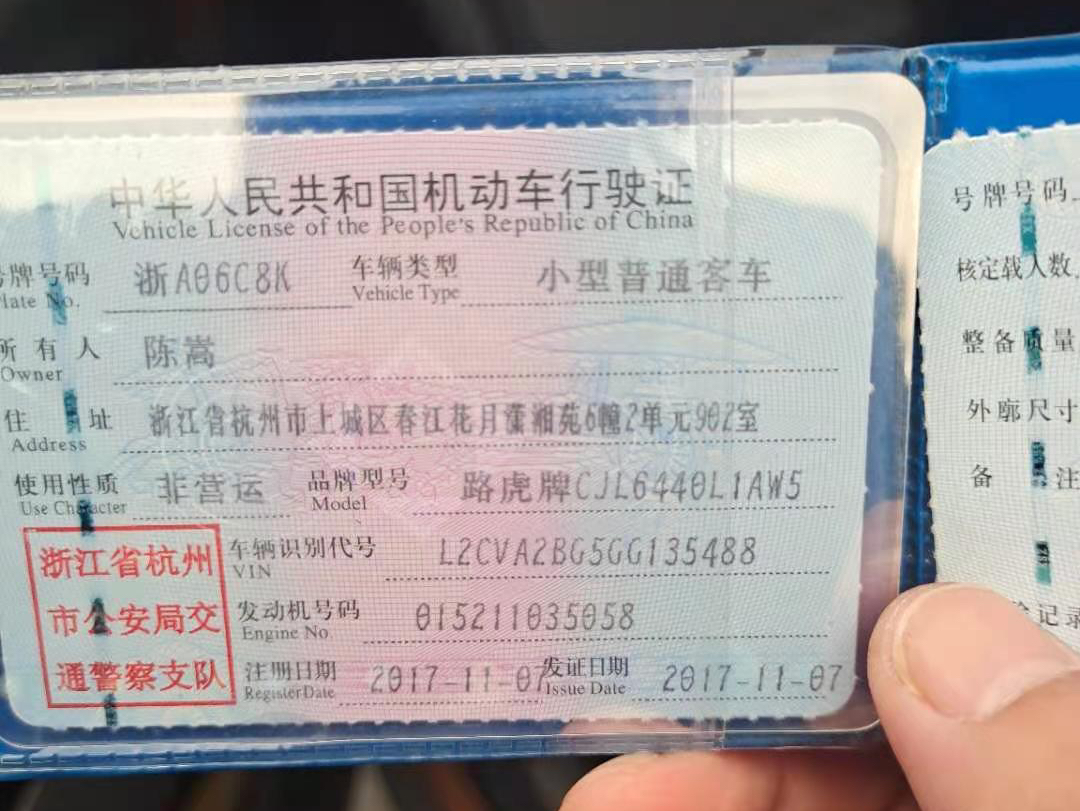 中华人民共和国机动车行驶证
Vehicle License of the People's Republic of China
号牌号码 浙A06C8K 车辆类型 小型普通客车
Plate No. Vehicle Type
所有人 陈嵩
Owner
住址 浙江省杭州市上城区春江花月潇湘苑6幢2单元902室
Address
使用性质 非营运 品牌型号 路虎牌CJL6440L1AW5
Use Character Model
浙江省杭州
市公安局交
通警察支队
车辆识别代号 L2CVA2BG5GG135488
VIN
发动机号码 015211035058
Engine No.
注册日期 2017-11-07 发证日期 2017-11-07
Register Date Issue Date
号牌号码
核定载人数
整备质量
外廓尺寸
备注
记录